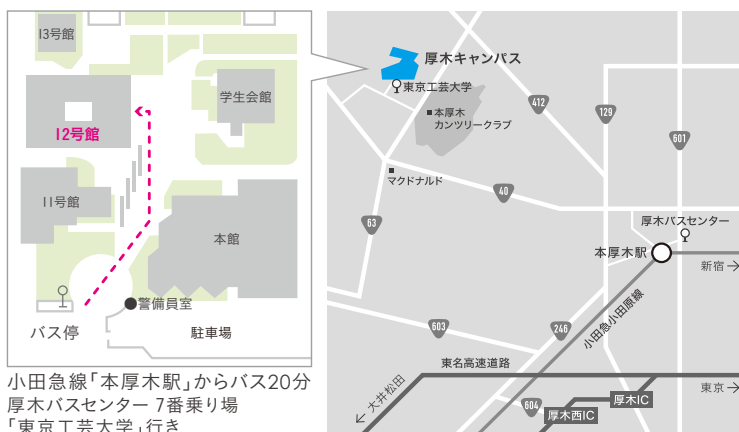 13号館
12号館
学生会館
11号館
本館
警備員室
バス停
駐車場
小田急線「本厚木駅」からバス20分
厚木バスセンター 7番乗り場
「東京工芸大学」行き
厚木キャンパス
東京工芸大学
本厚木
カンツリークラブ
412
129
601
マクドナルド
40
63
厚木バスセンター
本厚木駅
新宿→
小田急小田原線
603
246
東名高速道路
←大井松田
東京→
604
厚木西IC
厚木IC